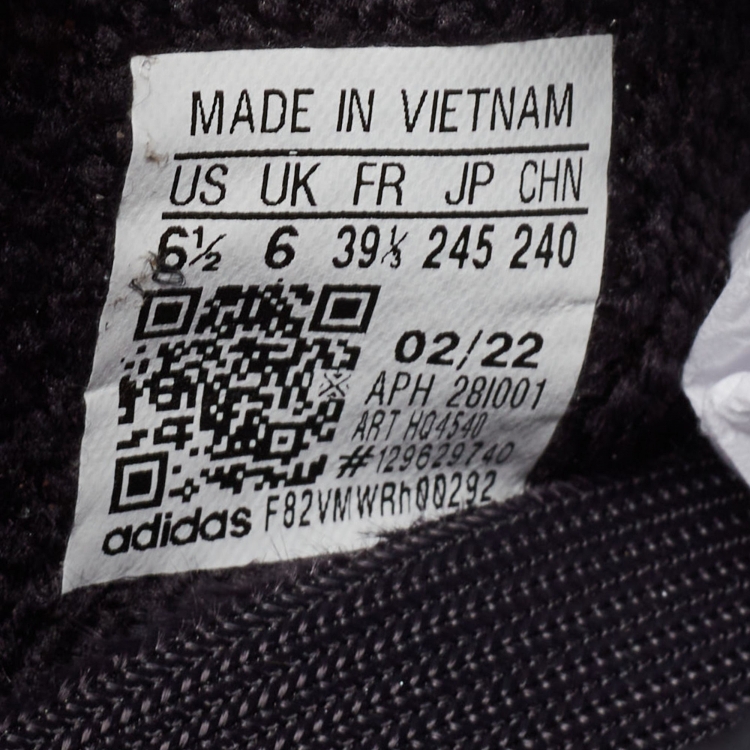 MADE IN VIETNAM
US UK FR JP CHN
6½ 6 39⅓ 245 240
02/22
APH 281001
ART HQ4540
#129629740
adidas F82VMWRh00292